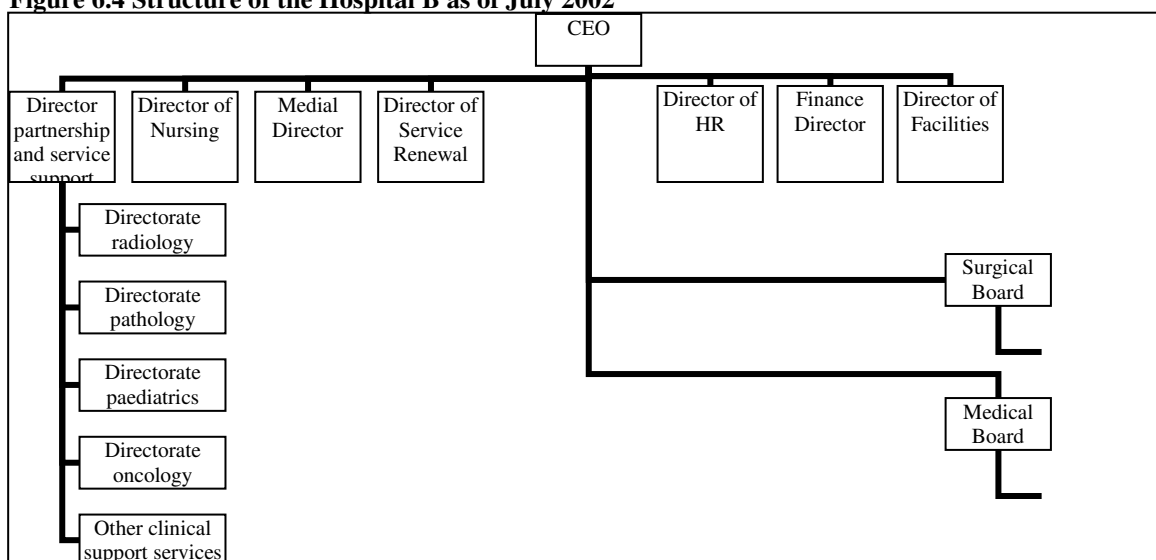 Figure 6.4 Structure of the Hospital B as of July 2002
CEO
Director
partnership
and service
support
Director of
Nursing
Medial
Director
Director of
Service
Renewal
Director of
HR
Finance
Director
Director of
Facilities
Directorate
radiology
Directorate
pathology
Directorate
paediatrics
Directorate
oncology
Other clinical
support services
Surgical
Board
Medical
Board